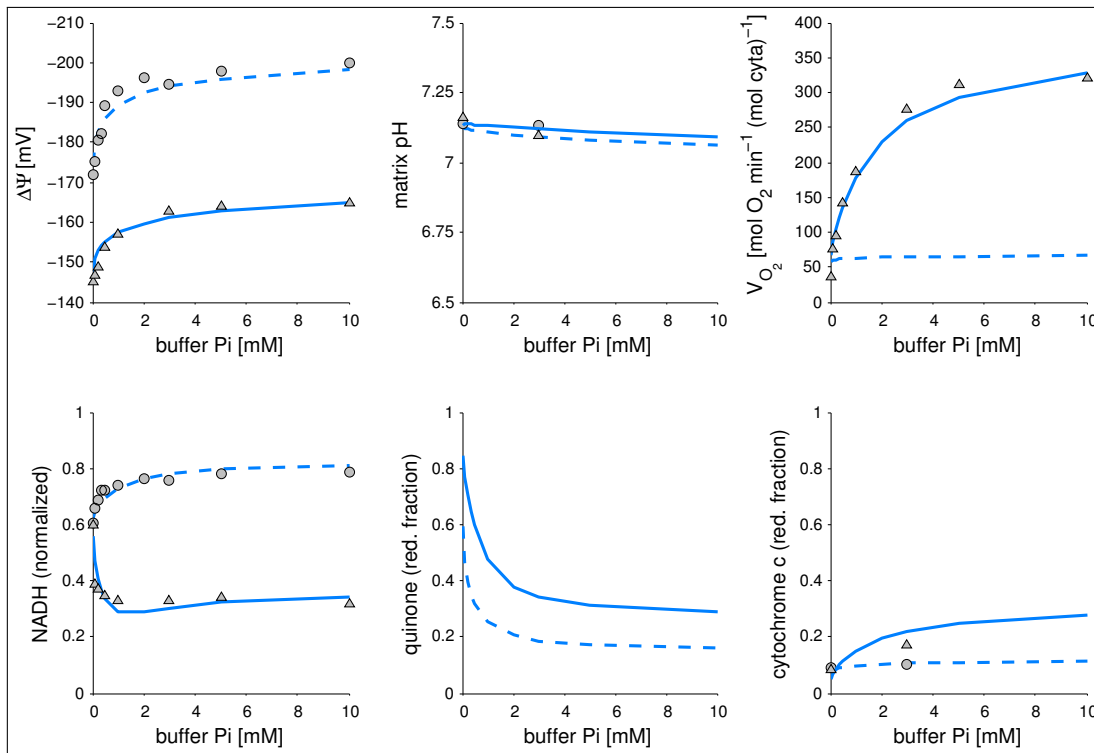 −210
−200
−190
−180
−170
−160
−150
−140
ΔΨ [mV]
0 2 4 6 8 10
buffer Pi [mM]
7.5
7.25
7
6.75
6.5
matrix pH
0 2 4 6 8 10
buffer Pi [mM]
400
350
300
250
200
150
100
50
0
V_O₂ [mol O₂ min⁻¹ (mol cyta)⁻¹]
0 2 4 6 8 10
buffer Pi [mM]
1
0.8
0.6
0.4
0.2
0
NADH (normalized)
0 2 4 6 8 10
buffer Pi [mM]
1
0.8
0.6
0.4
0.2
0
quinone (red. fraction)
0 2 4 6 8 10
buffer Pi [mM]
1
0.8
0.6
0.4
0.2
0
cytochrome c (red. fraction)
0 2 4 6 8 10
buffer Pi [mM]